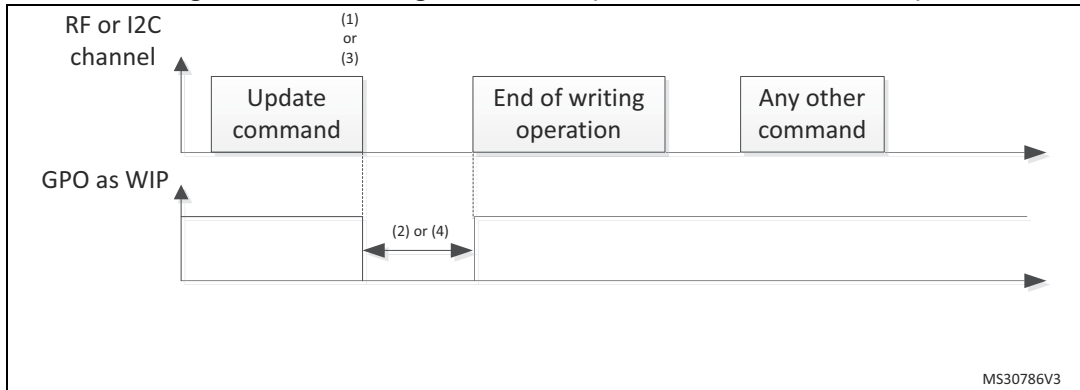 RF or I2C
channel
(1)
or
(3)
Update
command
End of writing
operation
Any other
command
GPO as WIP
(2) or (4)
MS30786V3